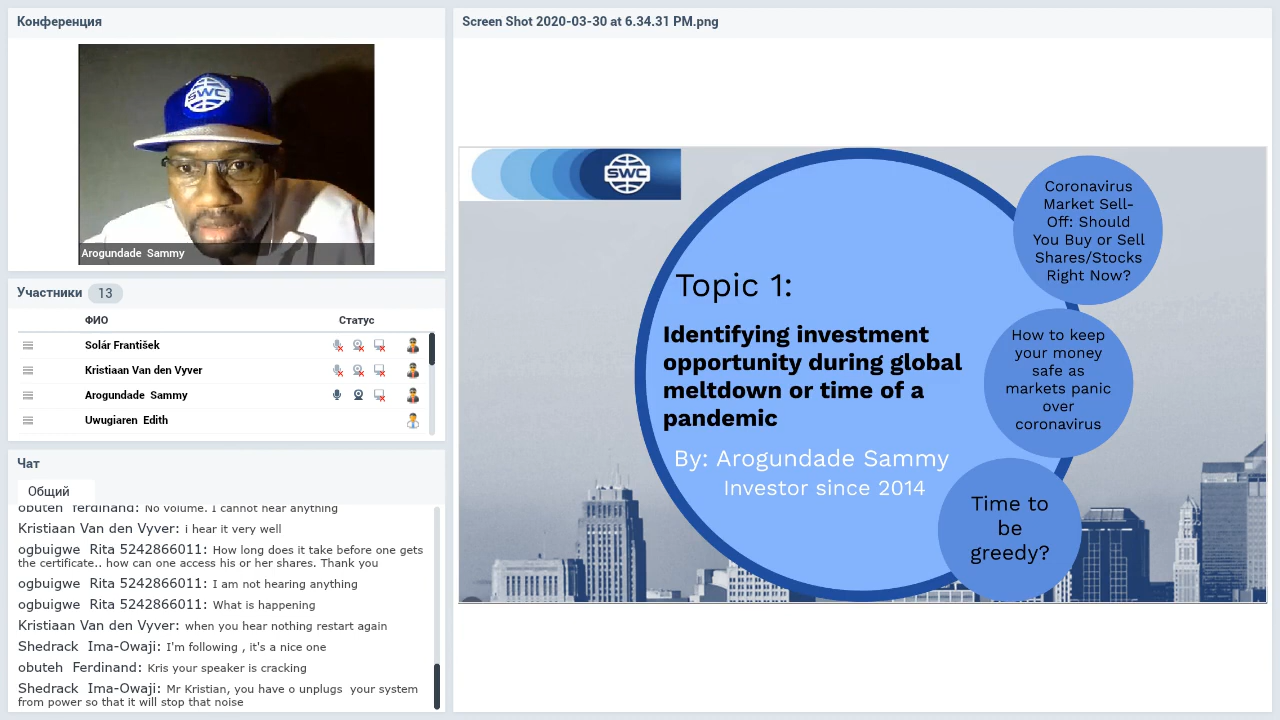 Конференция
SWC
Arogundade Sammy
Участники 13
ФИО Статус
Solár František
Kristiaan Van den Vyver
Arogundade Sammy
Uwugiaren Edith
Чат
Общий
obuteh Ferdinand: No volume. I cannot hear anything
Kristiaan Van den Vyver: i hear it very well
ogbuigwe Rita 5242866011: How long does it take before one gets
the certificate.. how can one access his or her shares. Thank you
ogbuigwe Rita 5242866011: I am not hearing anything
ogbuigwe Rita 5242866011: What is happening
Kristiaan Van den Vyver: when you hear nothing restart again
Shedrack Ima-Owaji: I'm following , it's a nice one
obuteh Ferdinand: Kris your speaker is cracking
Shedrack Ima-Owaji: Mr Kristian, you have o unplugs your system
from power so that it will stop that noise
Screen Shot 2020-03-30 at 6.34.31 PM.png
SWC
Topic 1:
Identifying investment
opportunity during global
meltdown or time of a
pandemic
By: Arogundade Sammy
Investor since 2014
Coronavirus
Market Sell-
Off: Should
You Buy or Sell
Shares/Stocks
Right Now?
How to keep
your money
safe as
markets panic
over
coronavirus
Time to
be
greedy?